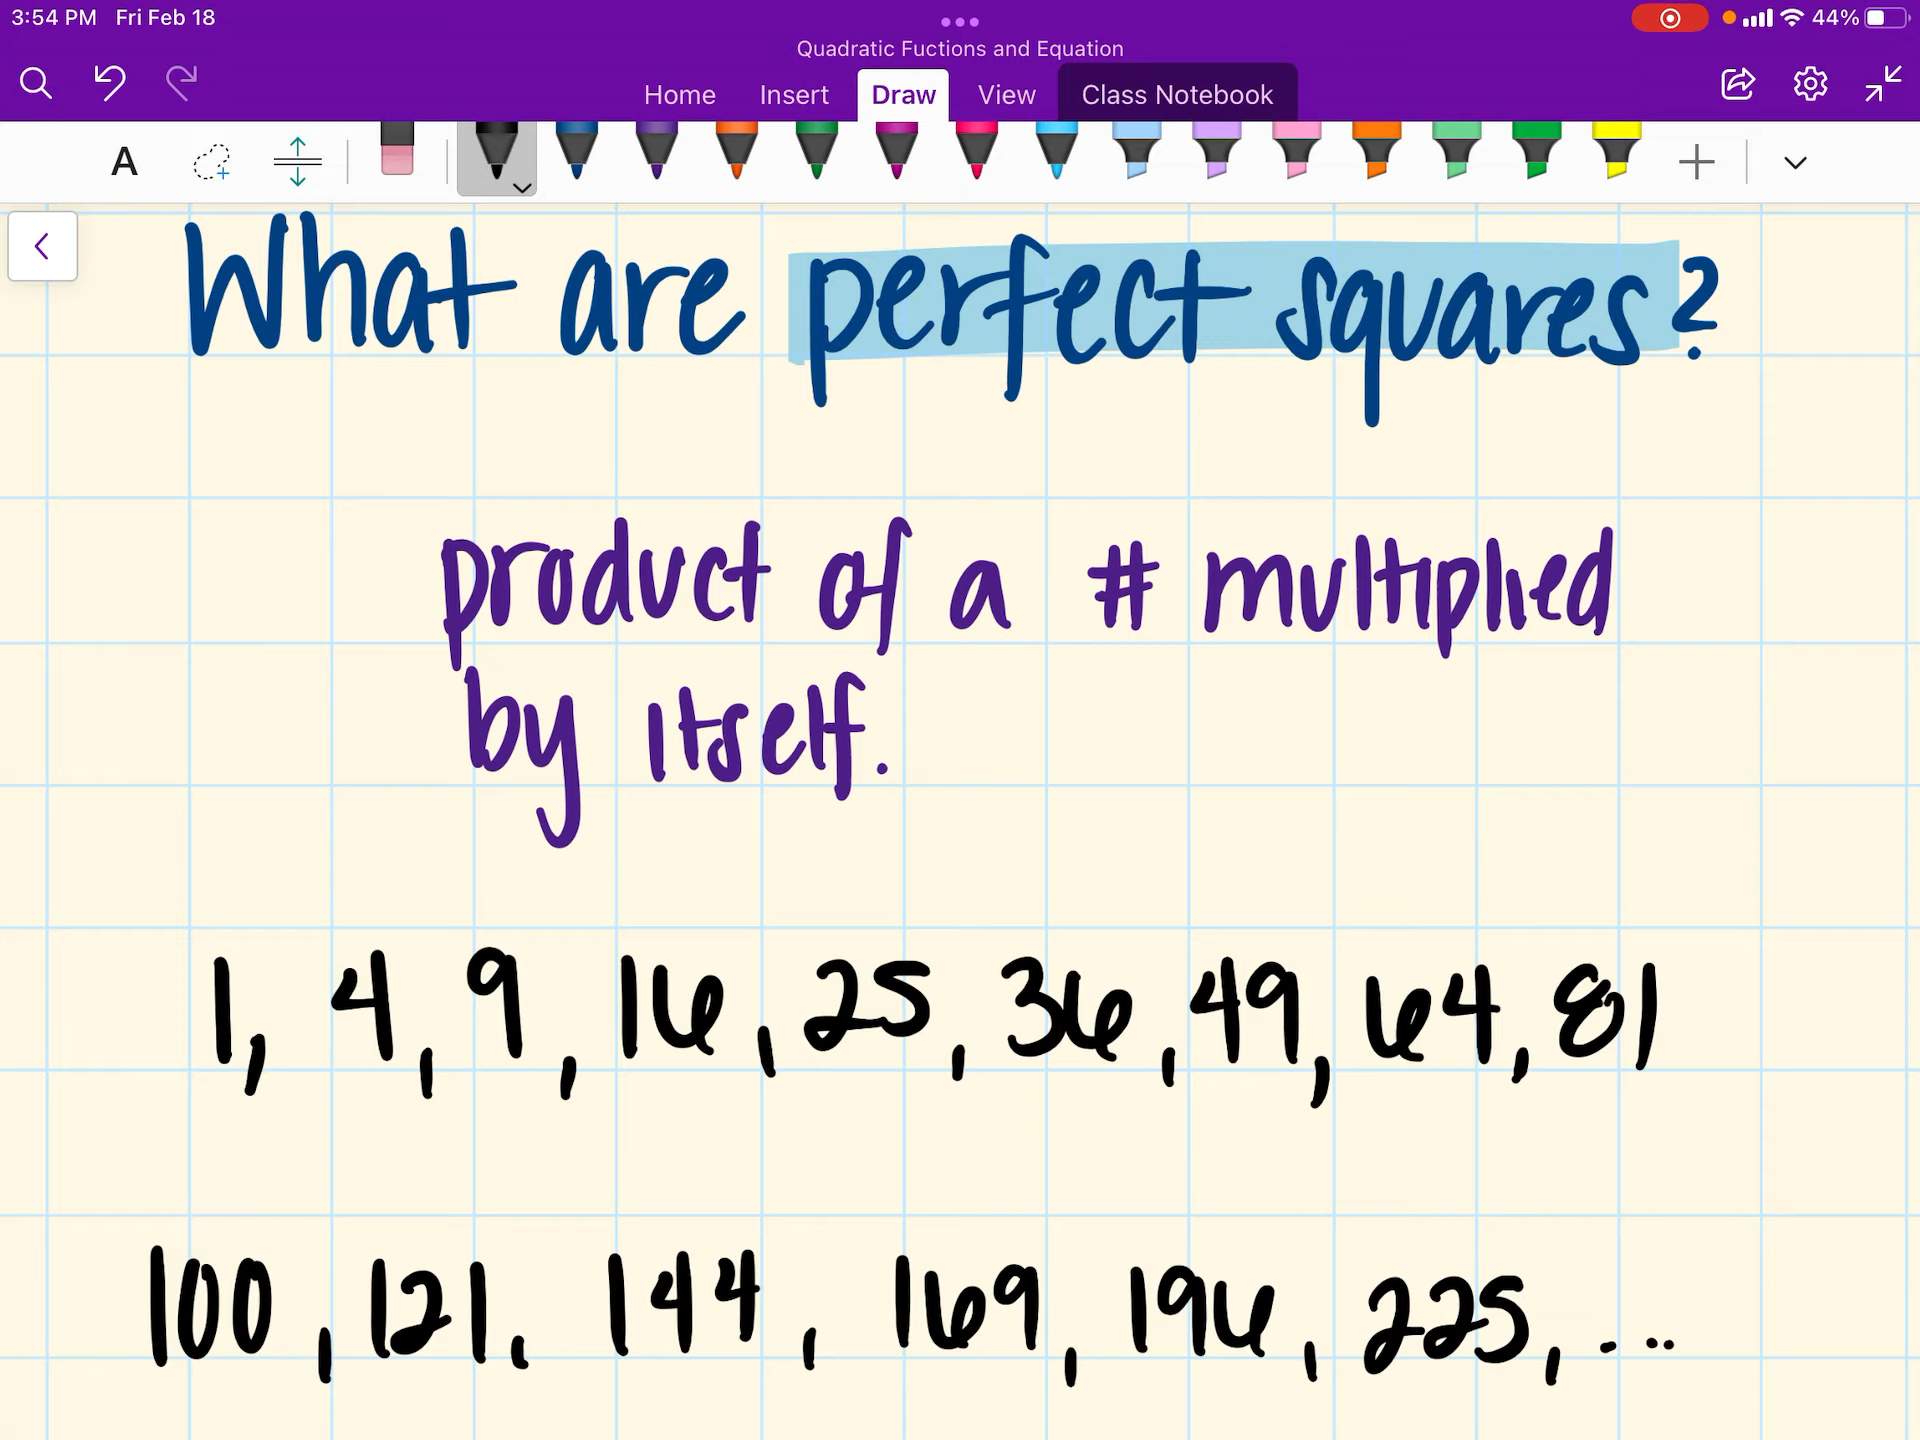 3:54 PM Fri Feb 18
44%
Quadratic Fuctions and Equation
Home Insert Draw View Class Notebook
A
What are perfect squares?
product of a # multiplied
by itself.
1, 4, 9, 16, 25, 36, 49, 64, 81
100, 121, 144, 169, 196, 225, ...